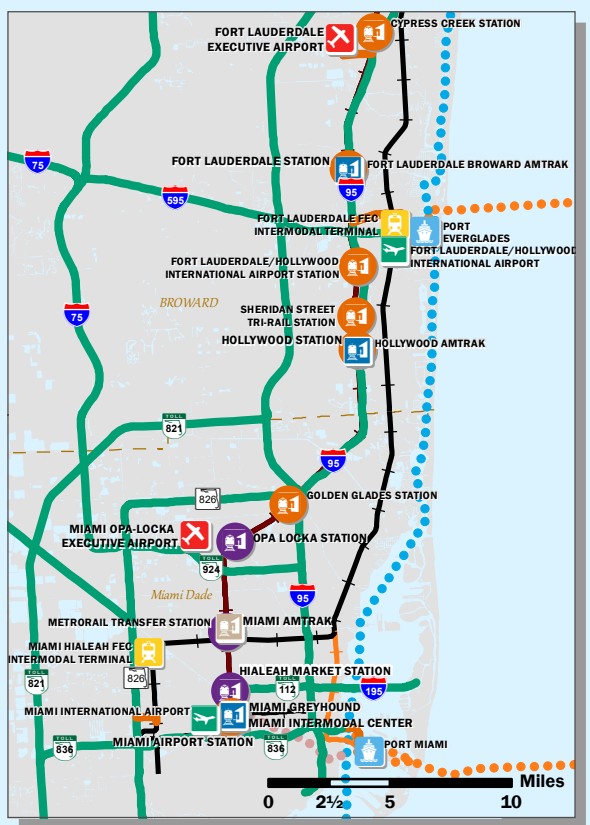 CYPRESS CREEK STATION
FORT LAUDERDALE
EXECUTIVE AIRPORT
75
FORT LAUDERDALE STATION
FORT LAUDERDALE BROWARD AMTRAK
95
595
FORT LAUDERDALE FEC
INTERMODAL TERMINAL
PORT
EVERGLADES
FORT LAUDERDALE/HOLLYWOOD
INTERNATIONAL AIRPORT
FORT LAUDERDALE/HOLLYWOOD
INTERNATIONAL AIRPORT STATION
BROWARD
75
SHERIDAN STREET
TRI-RAIL STATION
HOLLYWOOD STATION
HOLLYWOOD AMTRAK
TOLL
821
95
826
GOLDEN GLADES STATION
MIAMI OPA-LOCKA
EXECUTIVE AIRPORT
OPA LOCKA STATION
TOLL
924
95
Miami Dade
METRORAIL TRANSFER STATION
MIAMI AMTRAK
MIAMI HIALEAH FEC
INTERMODAL TERMINAL
HIALEAH MARKET STATION
TOLL
821
826
TOLL
112
195
MIAMI INTERNATIONAL AIRPORT
MIAMI GREYHOUND
MIAMI INTERMODAL CENTER
MIAMI AIRPORT STATION
TOLL
836
TOLL
836
PORT MIAMI
Miles
0 2½ 5 10